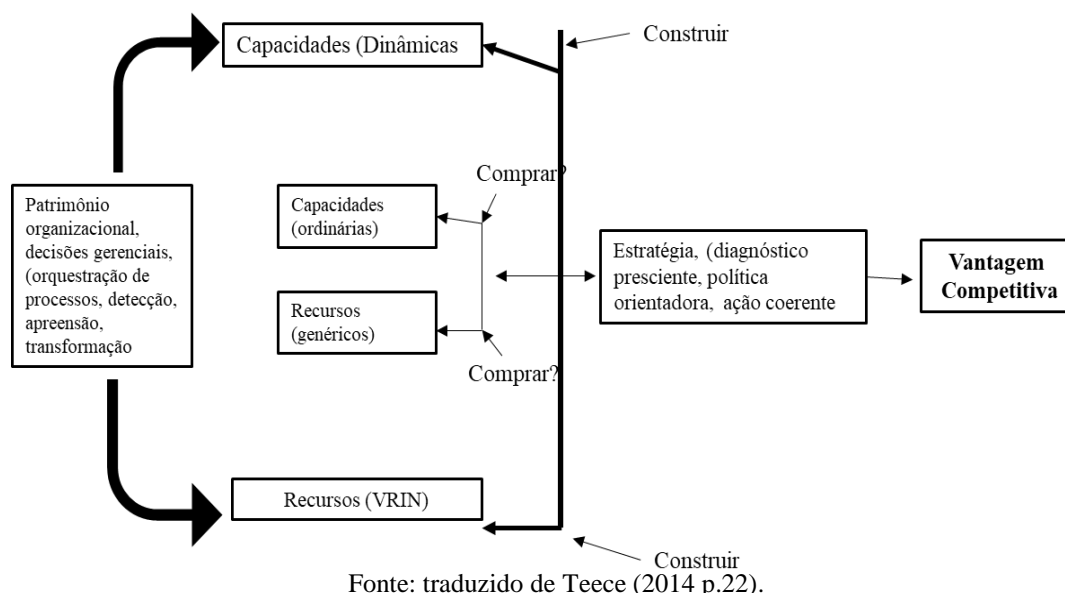 Capacidades (Dinâmicas
Construir
Comprar?
Patrimônio
organizacional,
decisões gerenciais,
(orquestração de
processos, detecção,
apreensão,
transformação
Capacidades
(ordinárias)
Estratégia, (diagnóstico
presciente, política
orientadora, ação coerente
Vantagem
Competitiva
Recursos
(genéricos)
Comprar?
Recursos (VRIN)
Construir
Fonte: traduzido de Teece (2014 p.22).